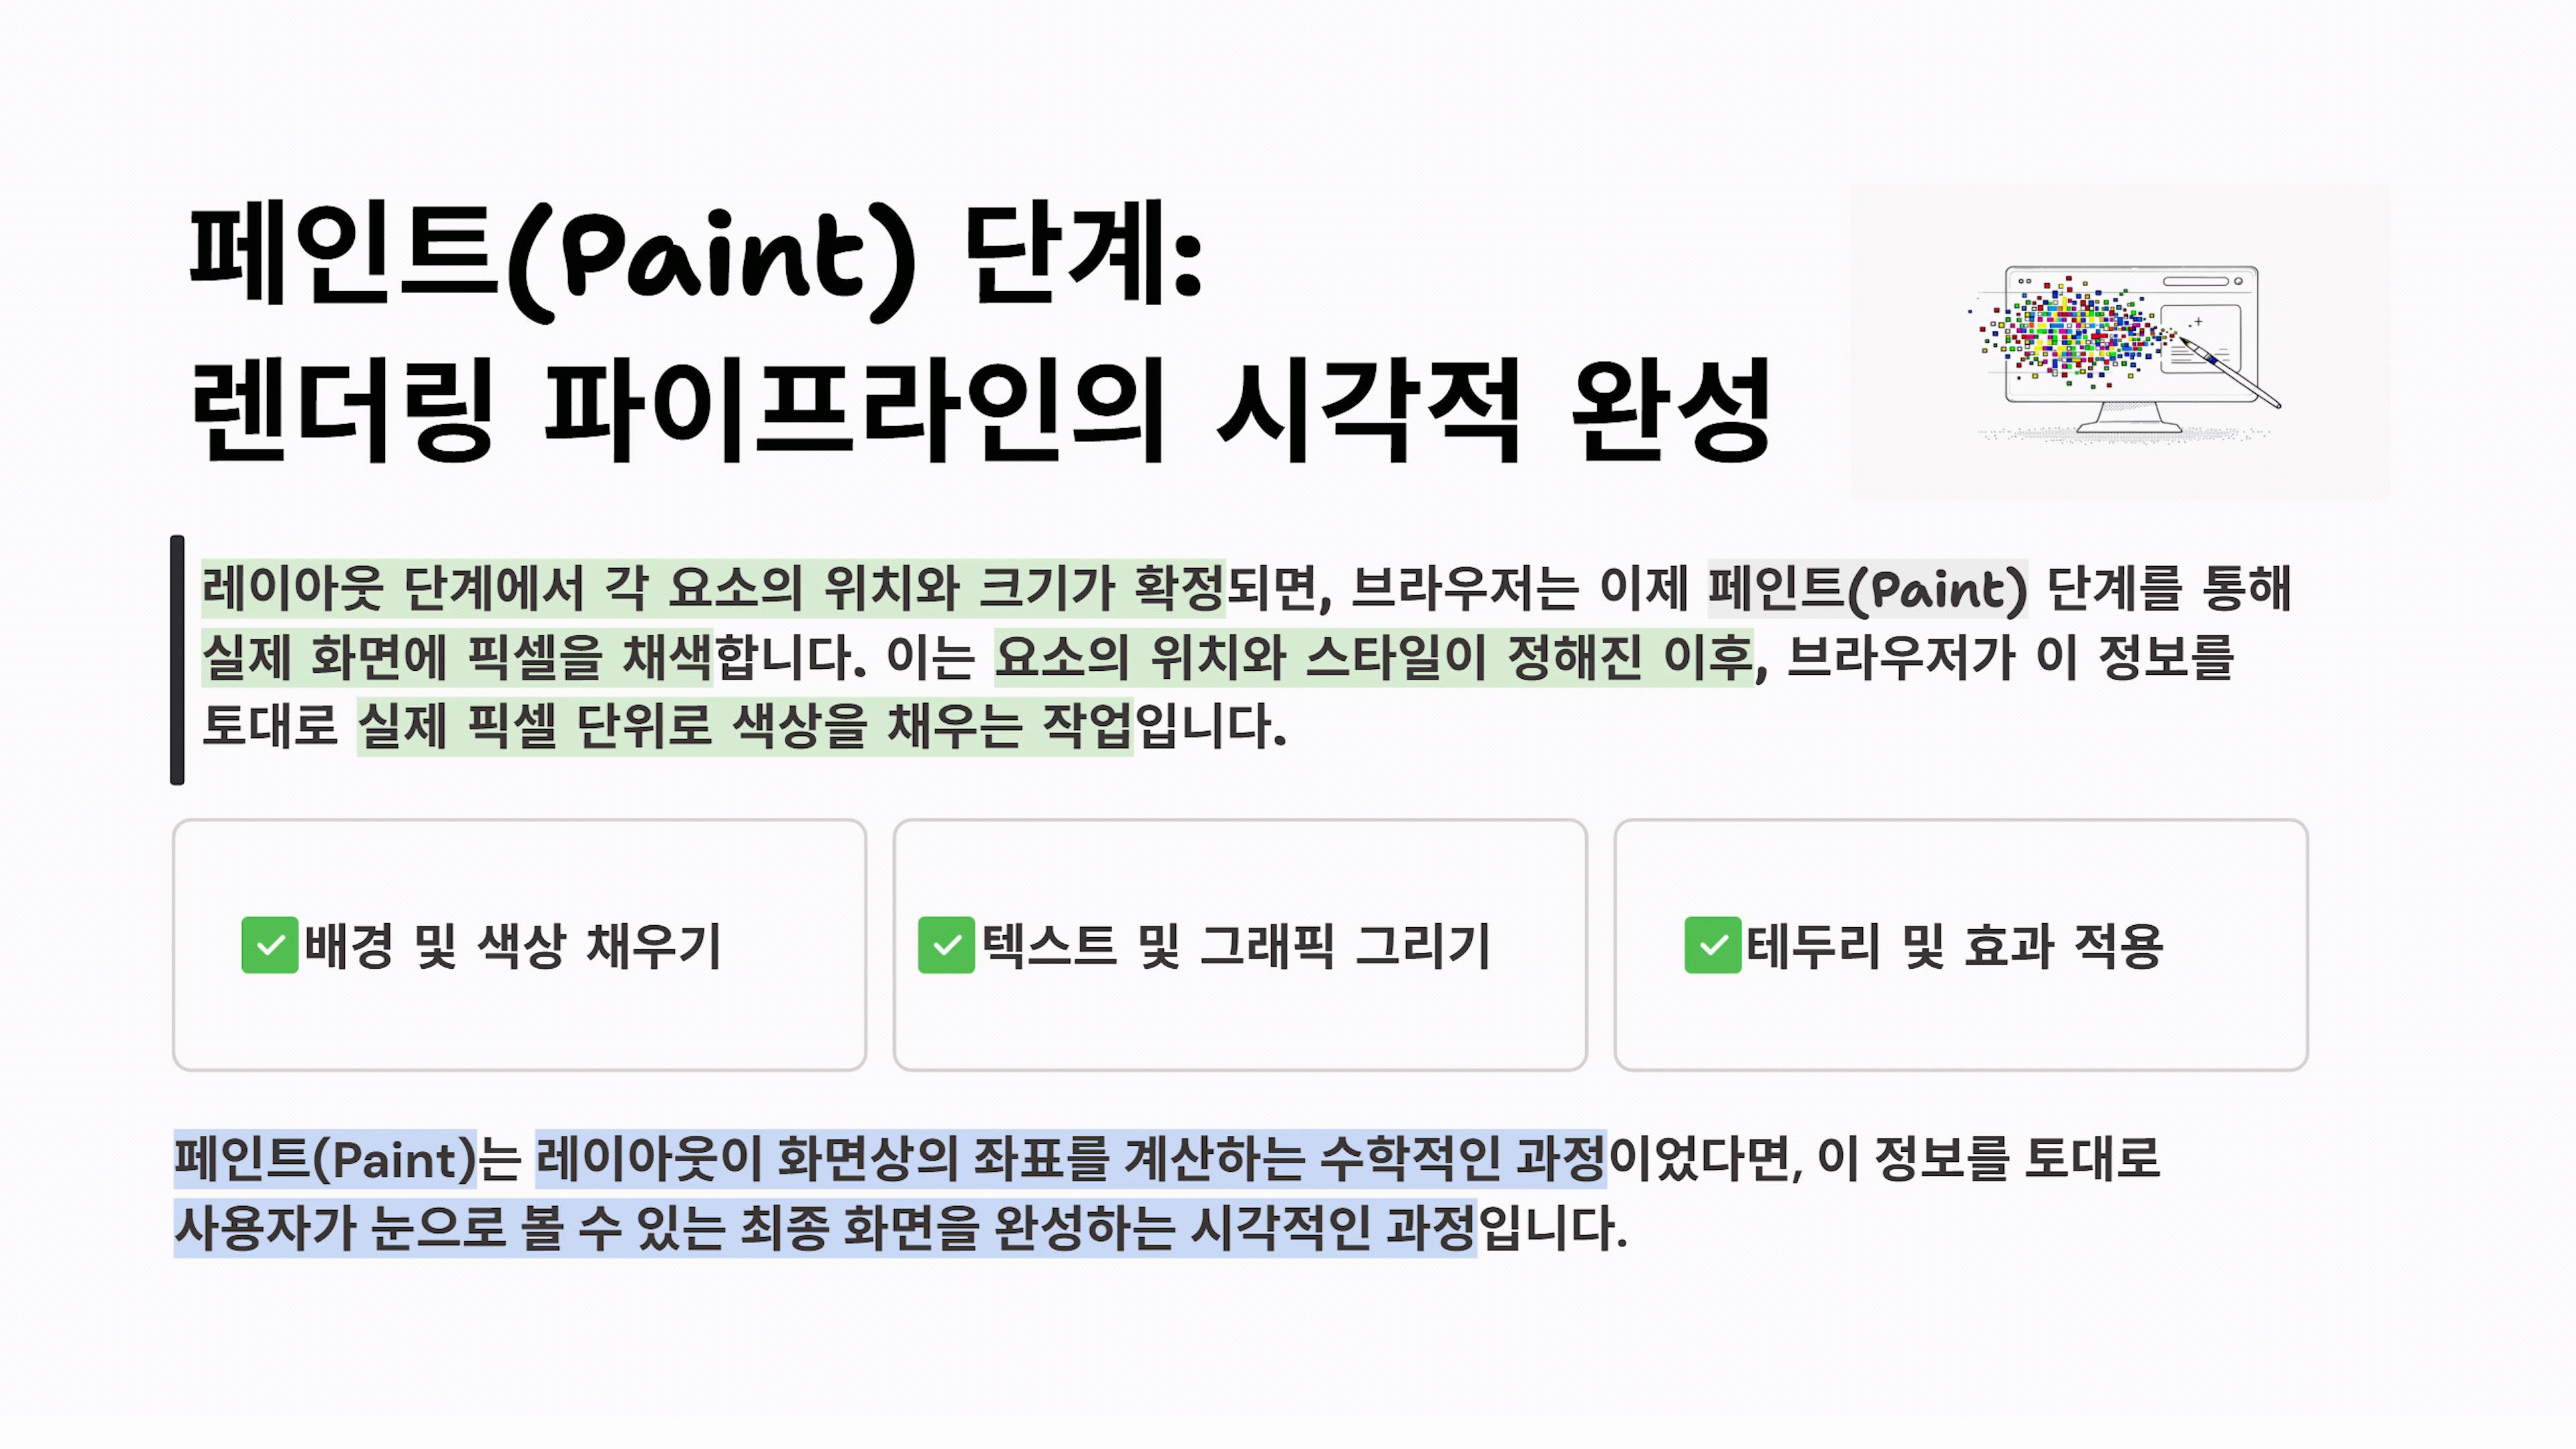 페인트(Paint) 단계:
렌더링 파이프라인의 시각적 완성
레이아웃 단계에서 각 요소의 위치와 크기가 확정되면, 브라우저는 이제 페인트(Paint) 단계를 통해
실제 화면에 픽셀을 채색합니다. 이는 요소의 위치와 스타일이 정해진 이후, 브라우저가 이 정보를
토대로 실제 픽셀 단위로 색상을 채우는 작업입니다.
배경 및 색상 채우기
텍스트 및 그래픽 그리기
테두리 및 효과 적용
페인트(Paint)는 레이아웃이 화면상의 좌표를 계산하는 수학적인 과정이었다면, 이 정보를 토대로
사용자가 눈으로 볼 수 있는 최종 화면을 완성하는 시각적인 과정입니다.